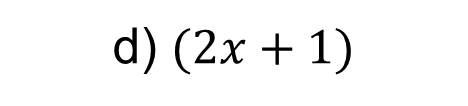 d) (2x + 1)